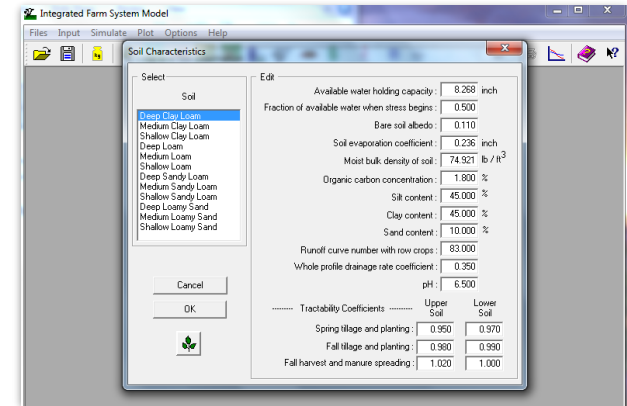 Integrated Farm System Model
Files Input Simulate Plot Options Help
Soil Characteristics
Select
Soil
Deep Clay Loam
Medium Clay Loam
Shallow Clay Loam
Deep Loam
Medium Loam
Shallow Loam
Deep Sandy Loam
Medium Sandy Loam
Shallow Sandy Loam
Deep Loamy Sand
Medium Loamy Sand
Shallow Loamy Sand
Cancel
OK
Edit
Available water holding capacity : 8.268 inch
Fraction of available water when stress begins : 0.500
Bare soil albedo : 0.110
Soil evaporation coefficient : 0.236 inch
Moist bulk density of soil : 74.921 lb / ft3
Organic carbon concentration : 1.800 %
Silt content : 45.000 %
Clay content : 45.000 %
Sand content : 10.000 %
Runoff curve number with row crops : 83.000
Whole profile drainage rate coefficient : 0.350
pH : 6.500
--------- Tractability Coefficients --------- Upper Soil Lower Soil
Spring tillage and planting : 0.950 0.970
Fall tillage and planting : 0.980 0.990
Fall harvest and manure spreading : 1.020 1.000